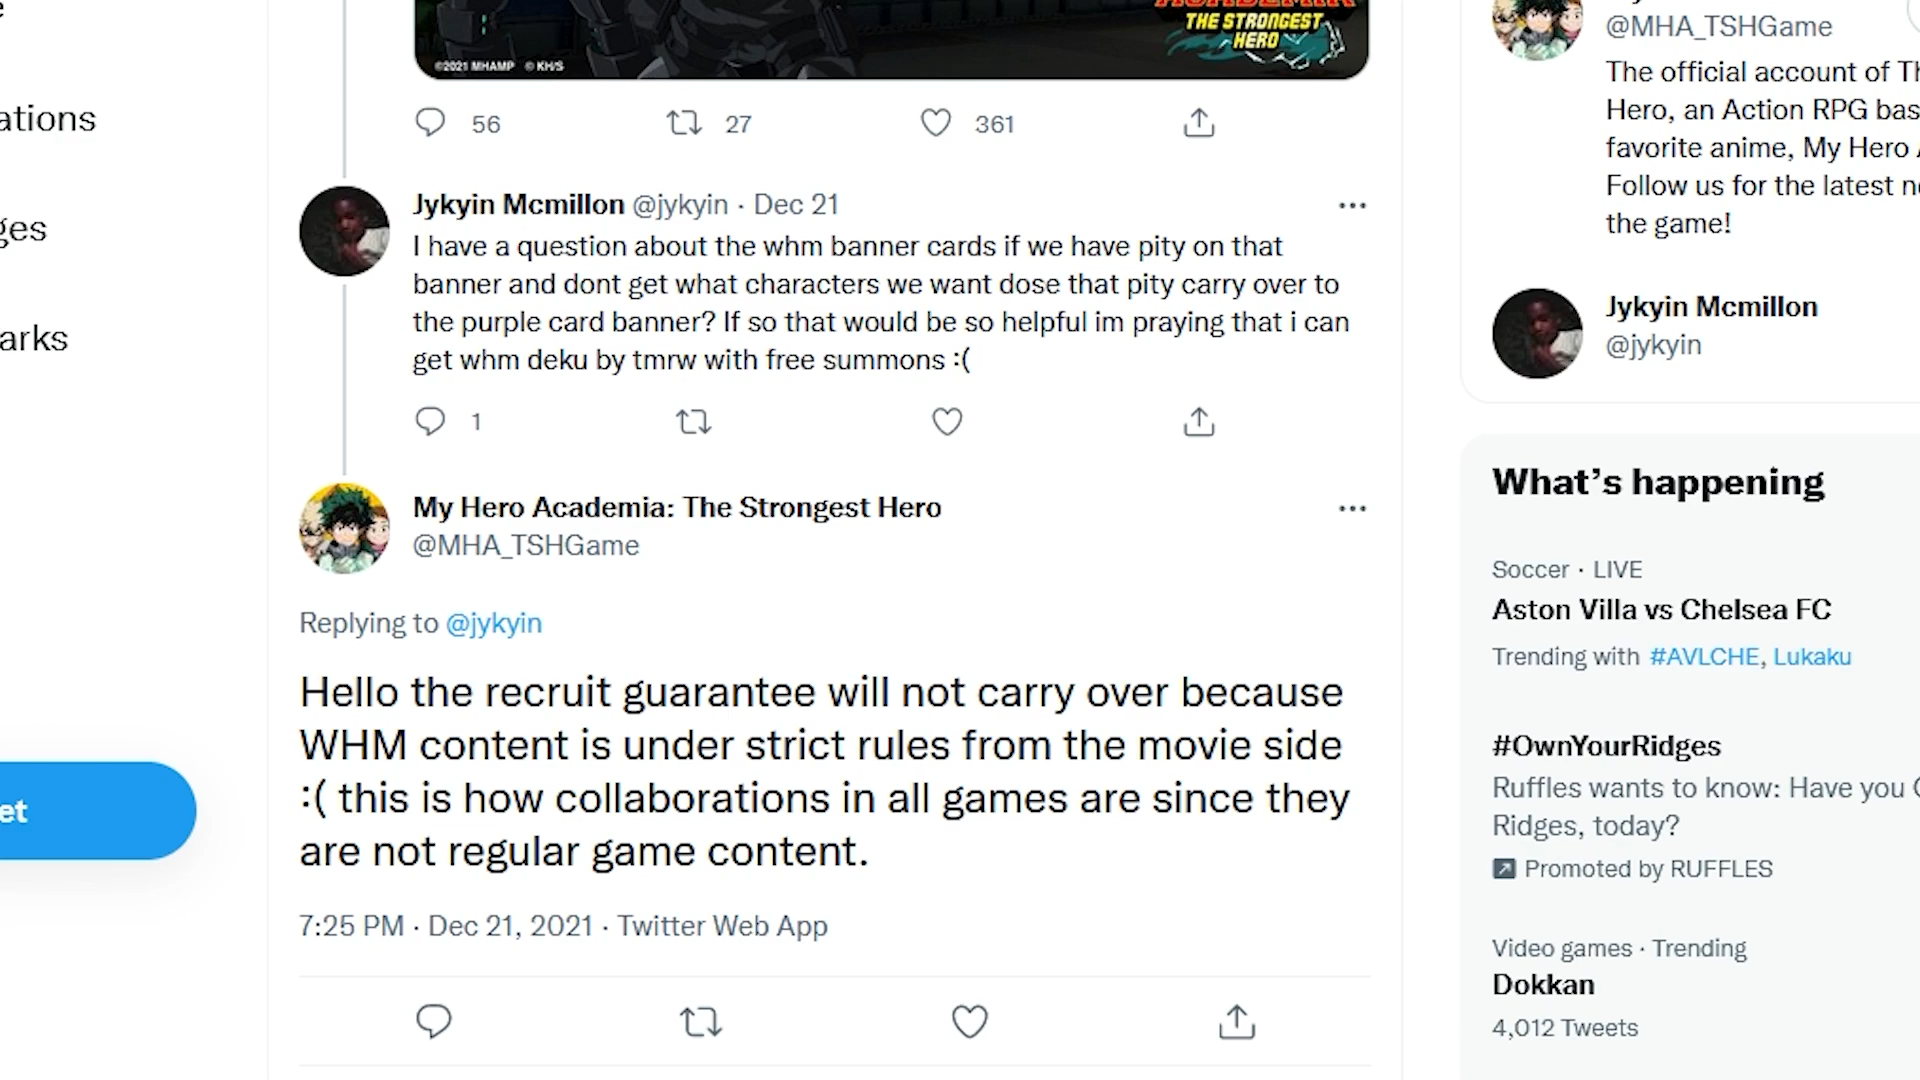 THE STRONGEST
HERO
©2021 MHAMP © KH/S
56
27
361
Jykyin Mcmillon @jykyin · Dec 21
I have a question about the whm banner cards if we have pity on that
banner and dont get what characters we want dose that pity carry over to
the purple card banner? If so that would be so helpful im praying that i can
get whm deku by tmrw with free summons :(
1
My Hero Academia: The Strongest Hero
@MHA_TSHGame
Replying to @jykyin
Hello the recruit guarantee will not carry over because
WHM content is under strict rules from the movie side
:( this is how collaborations in all games are since they
are not regular game content.
7:25 PM · Dec 21, 2021 · Twitter Web App
ations
ges
arks
et
@MHA_TSHGame
The official account of Th
Hero, an Action RPG bas
favorite anime, My Hero
Follow us for the latest n
the game!
Jykyin Mcmillon
@jykyin
What's happening
Soccer · LIVE
Aston Villa vs Chelsea FC
Trending with #AVLCHE, Lukaku
#OwnYourRidges
Ruffles wants to know: Have you
Ridges, today?
Promoted by RUFFLES
Video games · Trending
Dokkan
4,012 Tweets